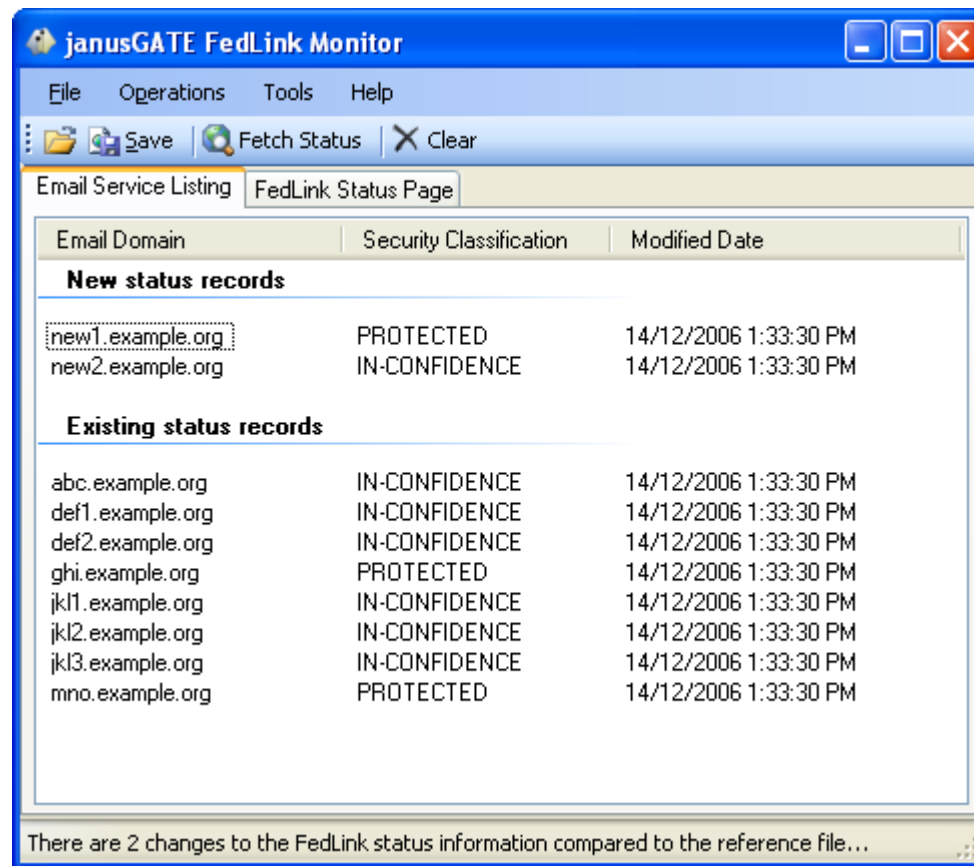 janusGATE FedLink Monitor
File Operations Tools Help
Save Fetch Status Clear
Email Service Listing FedLink Status Page
Email Domain Security Classification Modified Date
New status records
new1.example.org PROTECTED 14/12/2006 1:33:30 PM
new2.example.org IN-CONFIDENCE 14/12/2006 1:33:30 PM
Existing status records
abc.example.org IN-CONFIDENCE 14/12/2006 1:33:30 PM
def1.example.org IN-CONFIDENCE 14/12/2006 1:33:30 PM
def2.example.org IN-CONFIDENCE 14/12/2006 1:33:30 PM
ghi.example.org PROTECTED 14/12/2006 1:33:30 PM
jkl1.example.org IN-CONFIDENCE 14/12/2006 1:33:30 PM
jkl2.example.org IN-CONFIDENCE 14/12/2006 1:33:30 PM
jkl3.example.org IN-CONFIDENCE 14/12/2006 1:33:30 PM
mno.example.org PROTECTED 14/12/2006 1:33:30 PM
There are 2 changes to the FedLink status information compared to the reference file...